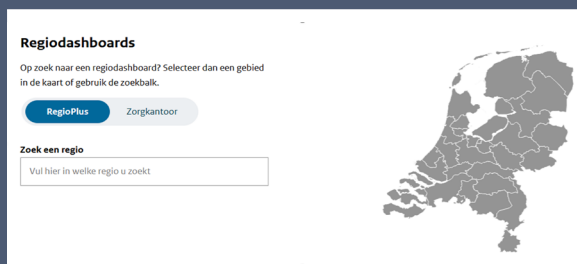 Regiodashboards
Op zoek naar een regiodashboard? Selecteer dan een gebied
in de kaart of gebruik de zoekbalk.
RegioPlus
Zorgkantoor
Zoek een regio
Vul hier in welke regio u zoekt